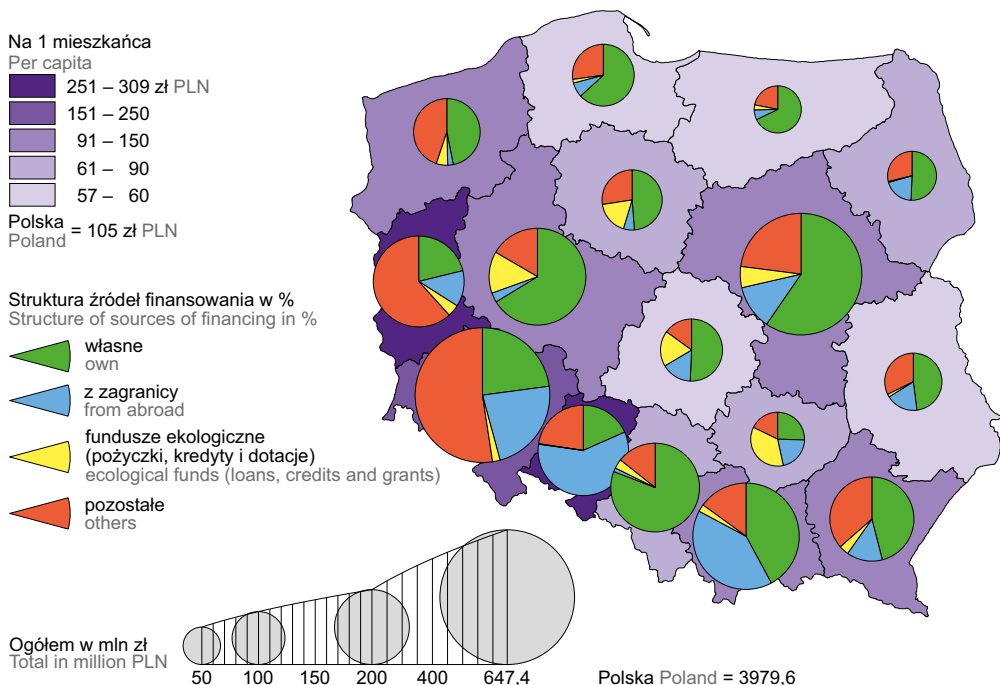 Na 1 mieszkańca
Per capita
251 – 309 zł PLN
151 – 250
91 – 150
61 – 90
57 – 60
Polska
Poland = 105 zł PLN
Struktura źródeł finansowania w %
Structure of sources of financing in %
własne
own
z zagranicy
from abroad
fundusze ekologiczne
(pożyczki, kredyty i dotacje)
ecological funds (loans, credits and grants)
pozostałe
others
Ogółem w mln zł
Total in million PLN
50 100 150 200 400 647,4
Polska Poland = 3979,6